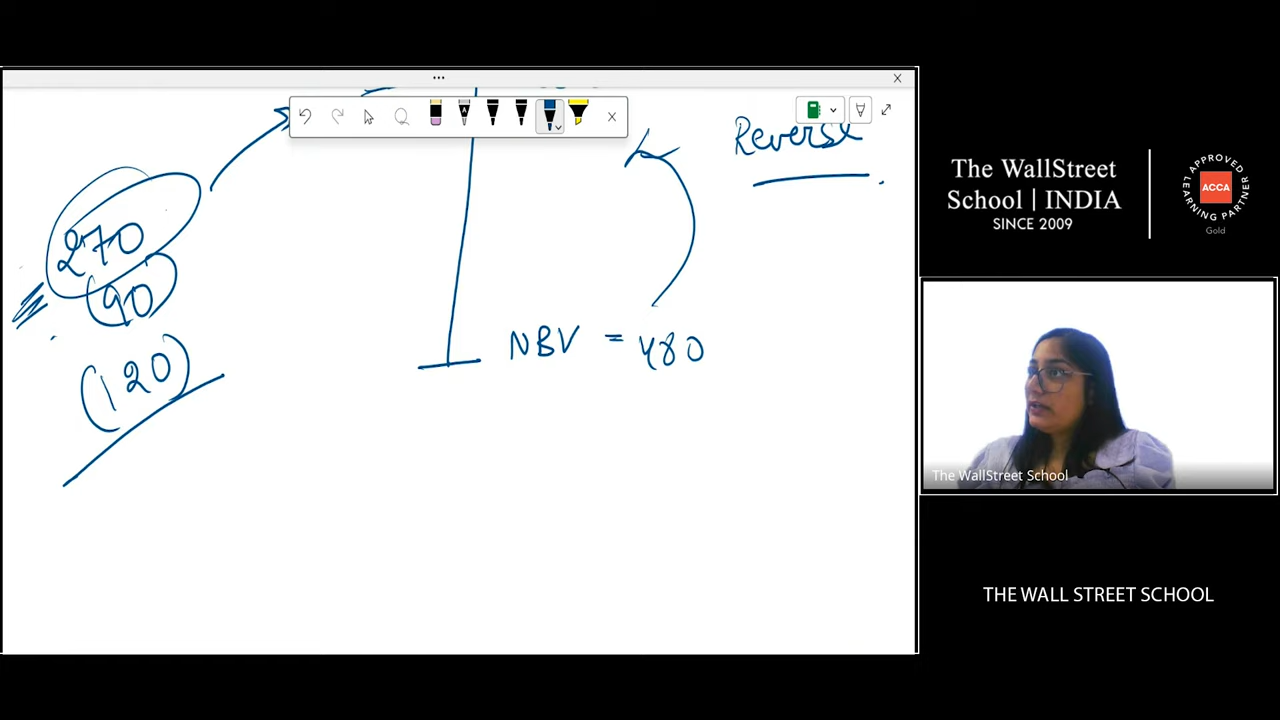 Reverse
270
(90)
(120)
NBV = 480
The WallStreet
School | INDIA
SINCE 2009
APPROVED
LEARNING PARTNER
ACCA
Gold
The WallStreet School
THE WALL STREET SCHOOL